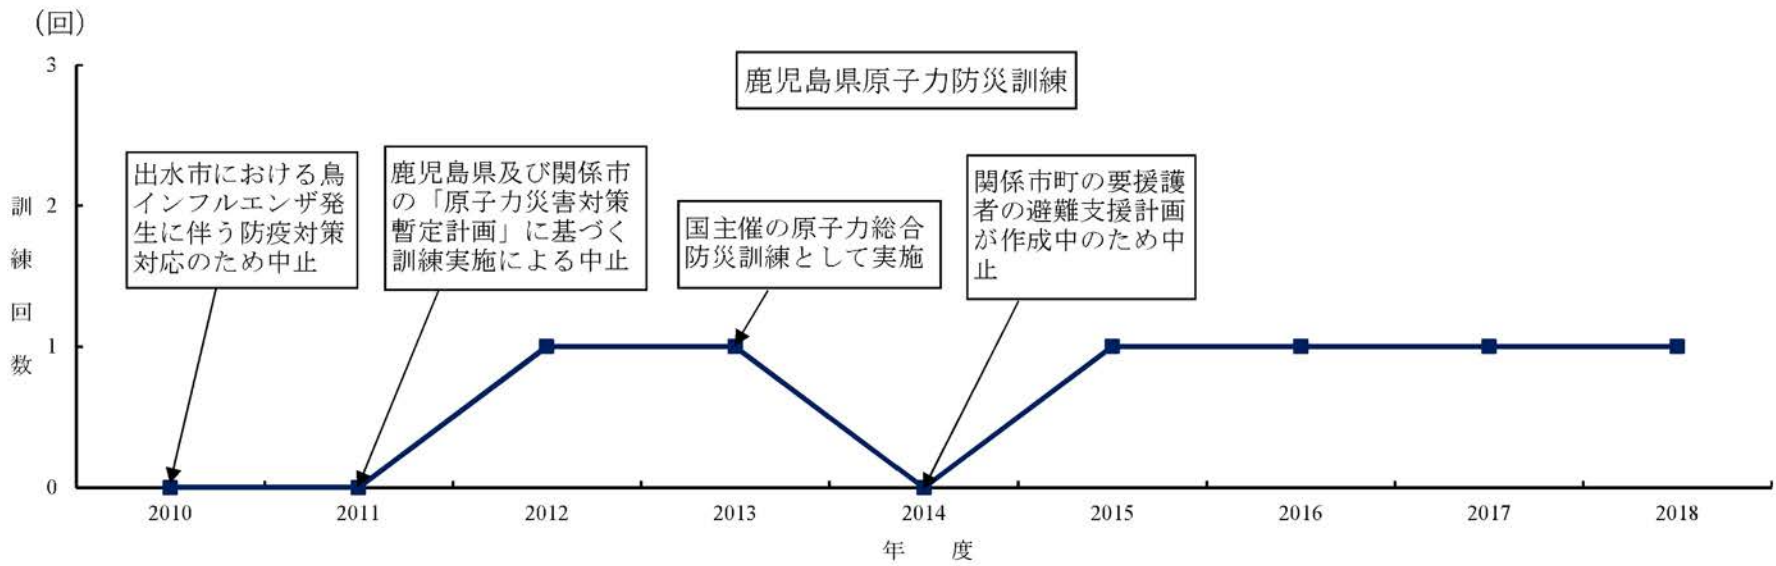 (回)
3
鹿児島県原子力防災訓練
出水市における鳥
インフルエンザ発
生に伴う防疫対策
対応のため中止
鹿児島県及び関係市
の「原子力災害対策
暫定計画」に基づく
訓練実施による中止
国主催の原子力総合
防災訓練として実施
関係市町の要援護
者の避難支援計画
が作成中のため中
止
訓練回数
2
1
0
2010 2011 2012 2013 2014 2015 2016 2017 2018
年 度